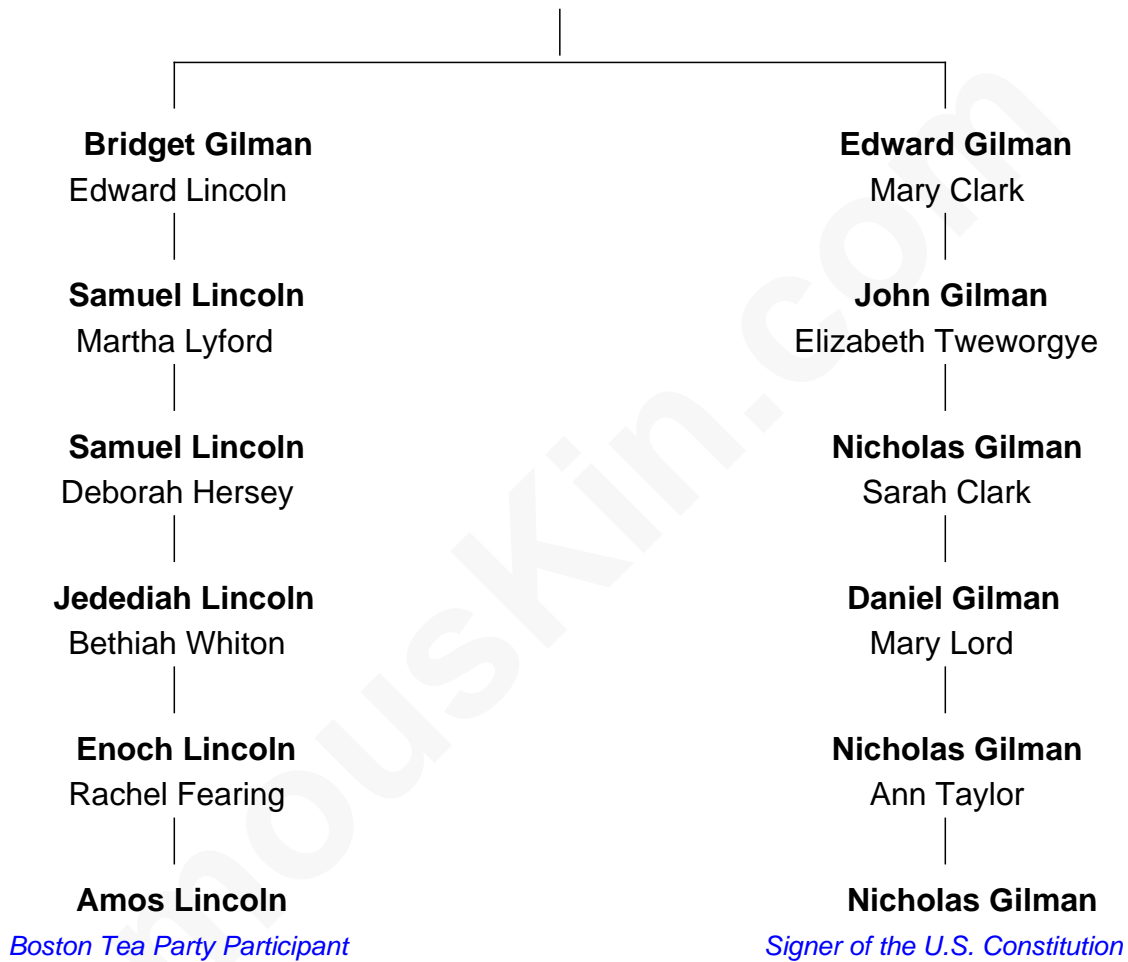 Bridget Gilman
Edward Lincoln
Edward Gilman
Mary Clark
Samuel Lincoln
Martha Lyford
John Gilman
Elizabeth Tweworgye
Samuel Lincoln
Deborah Hersey
Nicholas Gilman
Sarah Clark
Jedediah Lincoln
Bethiah Whiton
Daniel Gilman
Mary Lord
Enoch Lincoln
Rachel Fearing
Nicholas Gilman
Ann Taylor
Amos Lincoln
Boston Tea Party Participant
Nicholas Gilman
Signer of the U.S. Constitution
mousKin.com